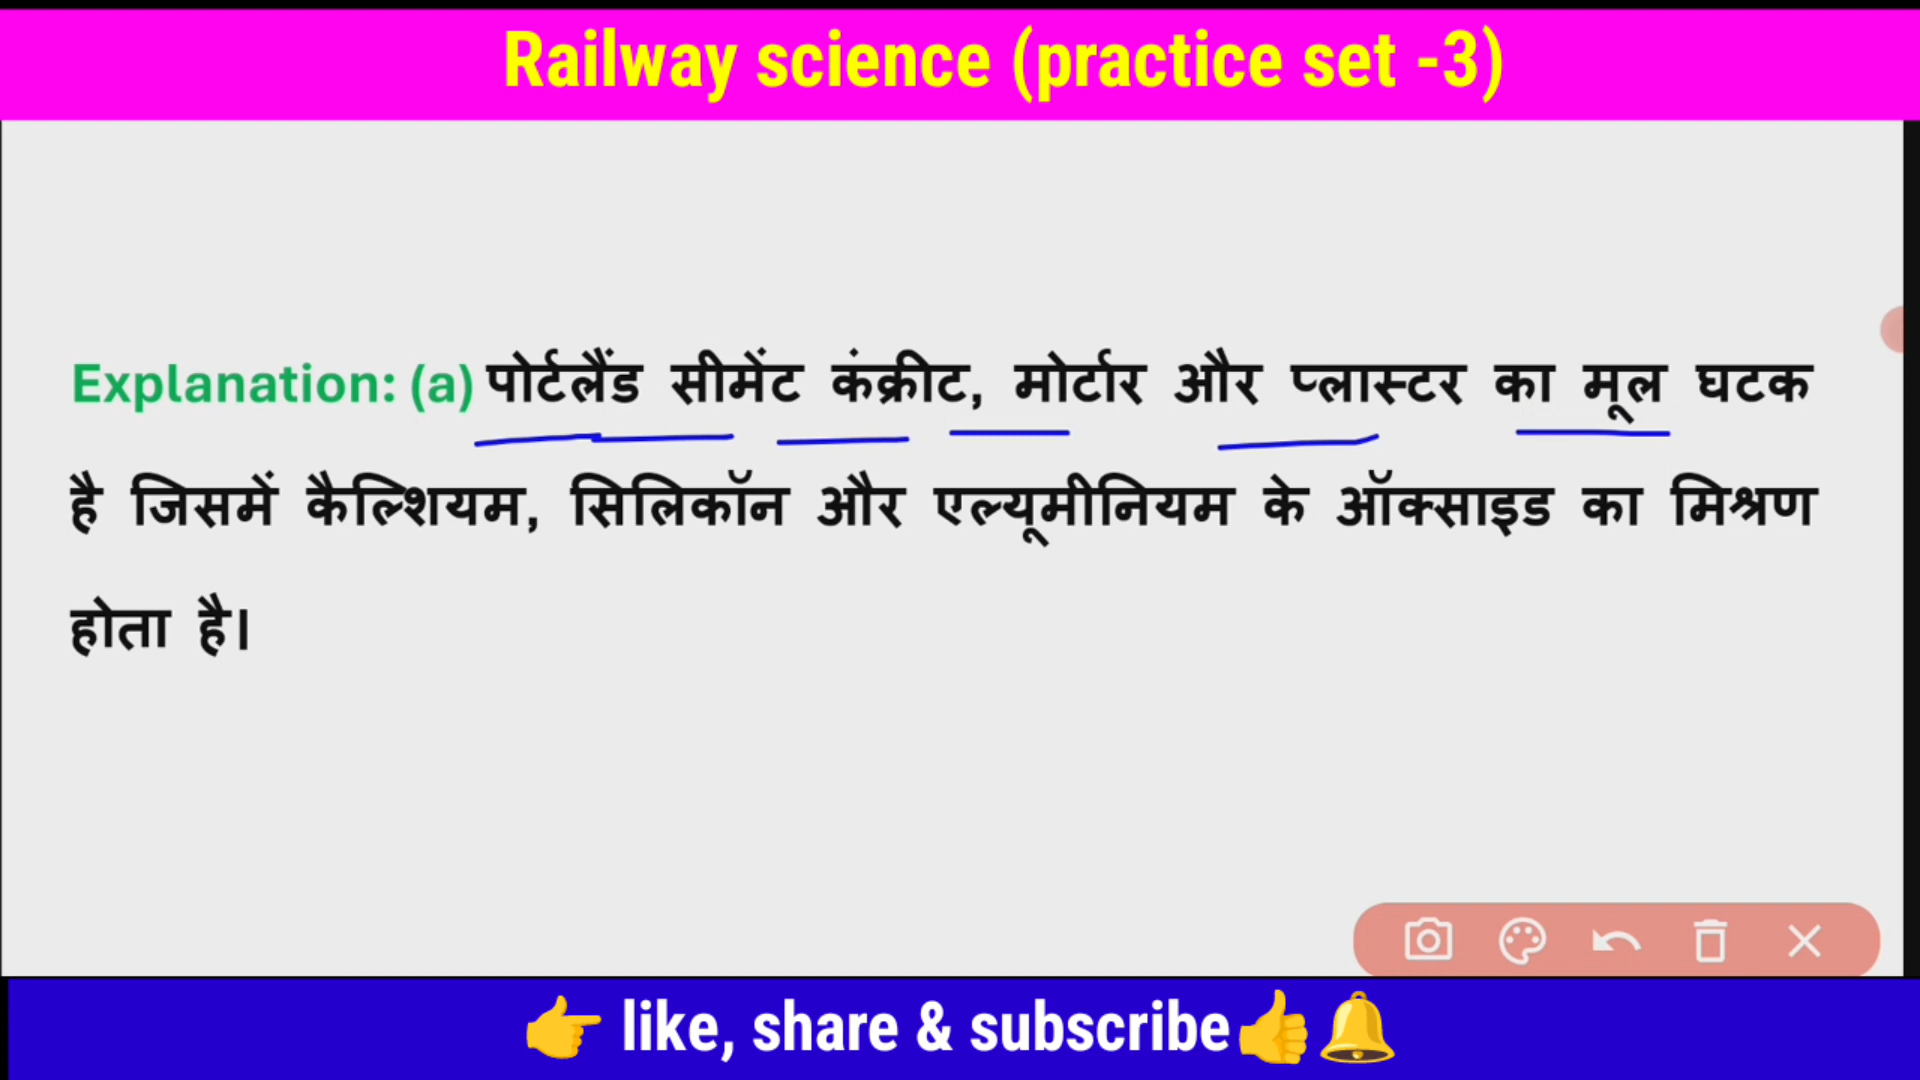 Railway science (practice set -3)
Explanation: (a) पोर्टलैंड सीमेंट कंक्रीट, मोर्टार और प्लास्टर का मूल घटक
है जिसमें कैल्शियम, सिलिकॉन और एल्यूमीनियम के ऑक्साइड का मिश्रण
होता है।
👉 like, share & subscribe👍🔔